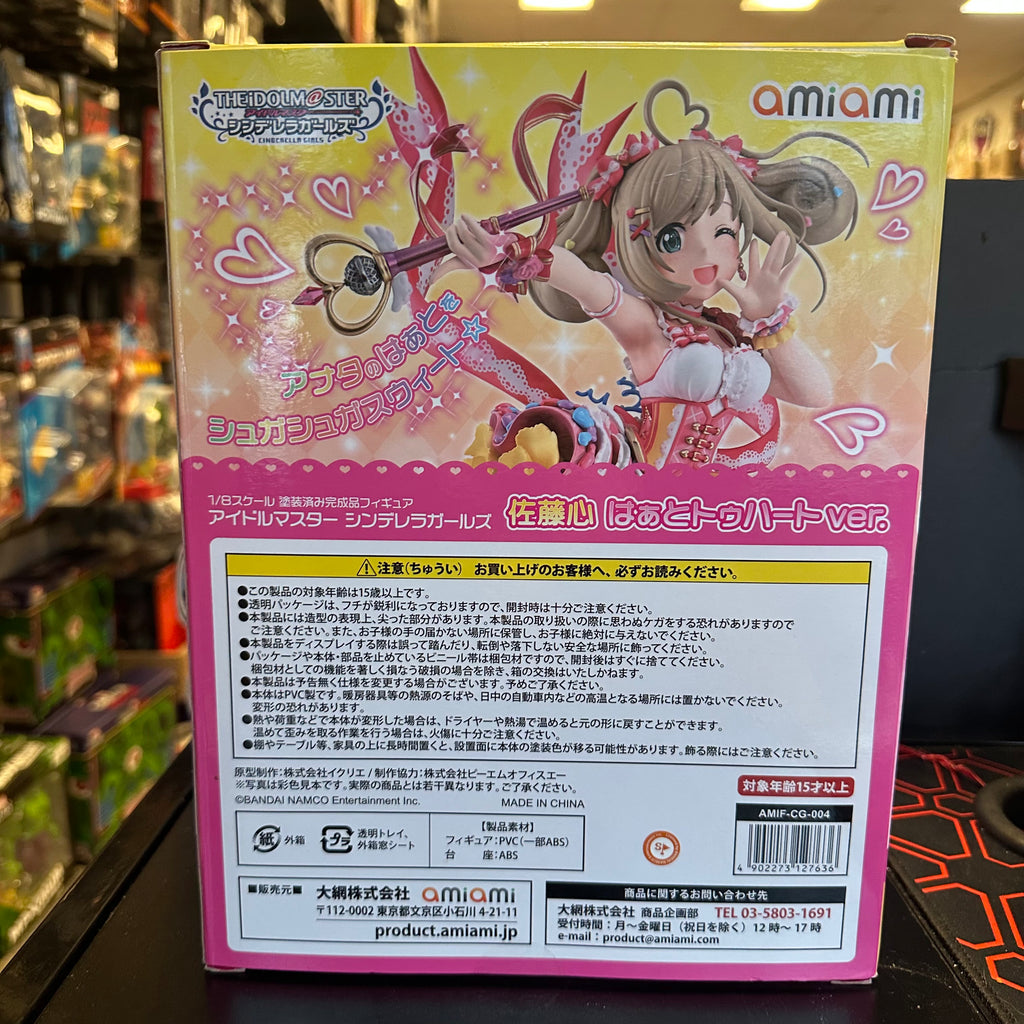 THE iDOLM@STER
アイドルマスター
シンデレラガールズ
CINDERELLA GIRLS
amiami
アナタのはぁとを
シュガシュガスウィート☆
1/8スケール 塗装済み完成品フィギュア
アイドルマスター シンデレラガールズ 佐藤心 はぁとトゥハートver.
⚠注意(ちゅうい) お買い上げのお客様へ、必ずお読みください。
●この製品の対象年齢は15歳以上です。
●透明パッケージは、フチが鋭利になっておりますので、開封時は十分ご注意ください。
●本製品には造型の表現上、尖った部分があります。本製品の取り扱いの際に思わぬケガをする恐れがありますので
ご注意ください。また、お子様の手の届かない場所に保管し、お子様に絶対に与えないでください。
●本製品をディスプレイする際は誤って踏んだり、転倒や落下しない安全な場所に飾ってください。
●パッケージや本体・部品を止めているビニール帯は梱包材ですので、開封後はすぐに捨ててください。
梱包材としての機能を著しく損なう破損の場合を除き、箱の交換はいたしかねます。
●本製品は予告無く仕様を変更する場合がございます。予めご了承ください。
●本体はPVC製です。暖房器具等の熱源のそばや、日中の自動車内などの高温となる場所には置かないでください。
変形の恐れがあります。
●熱や荷重などで本体が変形した場合は、ドライヤーや熱湯で温めると元の形に戻すことができます。
温めて歪みを取る作業を行う場合は、火傷に十分ご注意ください。
●棚やテーブル等、家具の上に長時間置くと、設置面に本体の塗装色が移る可能性があります。飾る際にはご注意ください。
原型制作:株式会社イクリエ / 制作協力:株式会社ピーエムオフィスエー
※写真は彩色見本です。実際の商品とは若干異なります。ご了承ください。
対象年齢15才以上
©BANDAI NAMCO Entertainment Inc. MADE IN CHINA
AMIF-CG-004
紙 外箱
プラ 透明トレイ、
外箱窓シート
【製品素材】
フィギュア:PVC(一部ABS)
台 座:ABS
4 902273 127636
■販売元■ 大網株式会社 amiami
〒112-0002 東京都文京区小石川 4-21-11
product.amiami.jp
商品に関するお問い合わせ先
大網株式会社 商品企画部 TEL 03-5803-1691
受付時間:月〜金曜日(祝日を除く)12時〜17時
e-mail : product@amiami.com